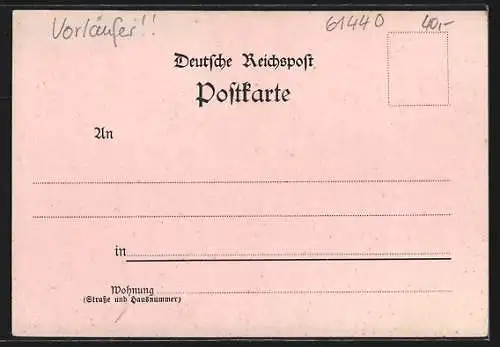 Vorläufer!! 61440 40,-
Deutsche Reichspost
Postkarte
An
in
Wohnung
(Straße und Hausnummer)